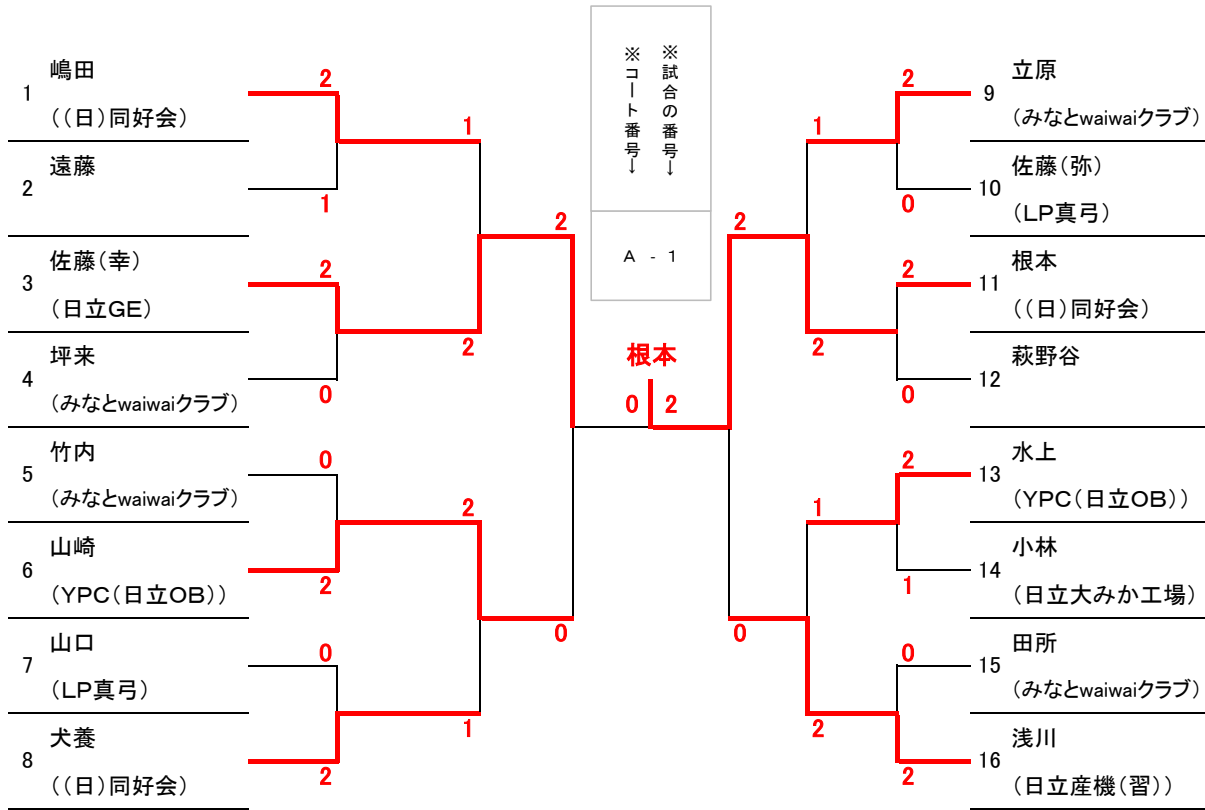 1
嶋田
((日)同好会)
2
1
2
遠藤
1
3
佐藤(幸)
(日立GE)
2
2
2
4
坪来
(みなとwaiwaiクラブ)
0
5
竹内
(みなとwaiwaiクラブ)
0
2
6
山崎
(YPC(日立OB))
2
0
7
山口
(LP真弓)
0
1
8
犬養
((日)同好会)
2
※コート番号↓
※試合の番号↓
A - 1
根本
0
2
2
1
2
9
立原
(みなとwaiwaiクラブ)
0
10
佐藤(弥)
(LP真弓)
2
2
11
根本
((日)同好会)
0
12
萩野谷
1
2
13
水上
(YPC(日立OB))
1
14
小林
(日立大みか工場)
0
0
15
田所
(みなとwaiwaiクラブ)
2
2
16
浅川
(日立産機(習))